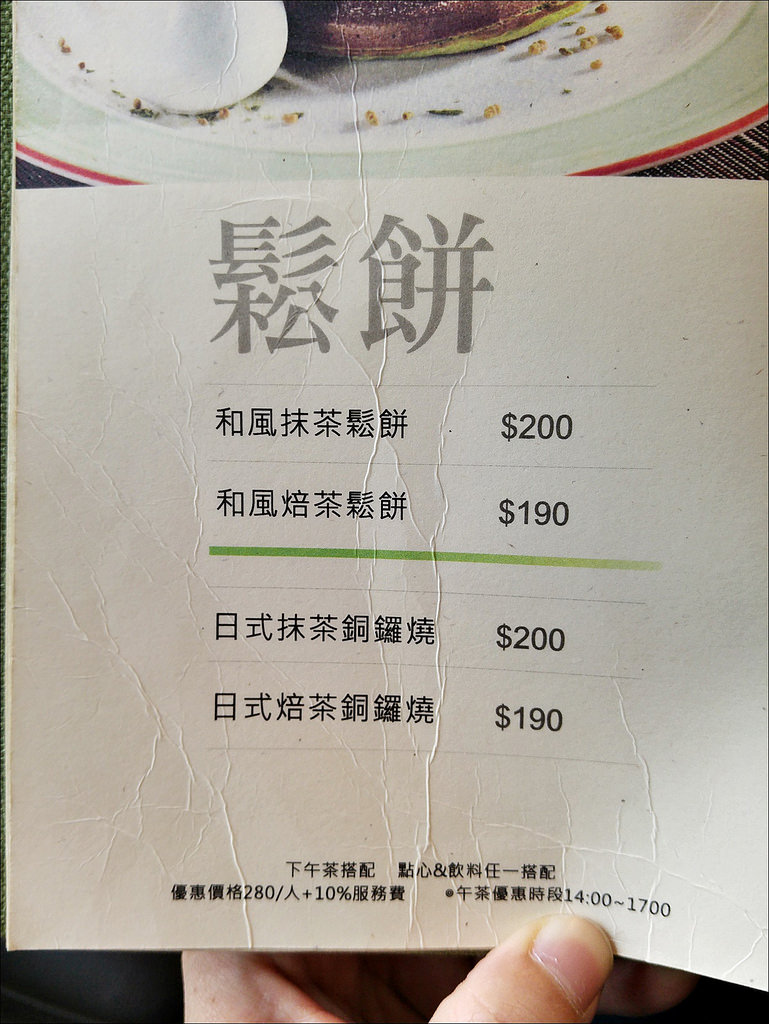 鬆餅
和風抹茶鬆餅 $200
和風焙茶鬆餅 $190
日式抹茶銅鑼燒 $200
日式焙茶銅鑼燒 $190
下午茶搭配 點心&飲料任一搭配
優惠價格280/人+10%服務費 午茶優惠時段14:00~1700